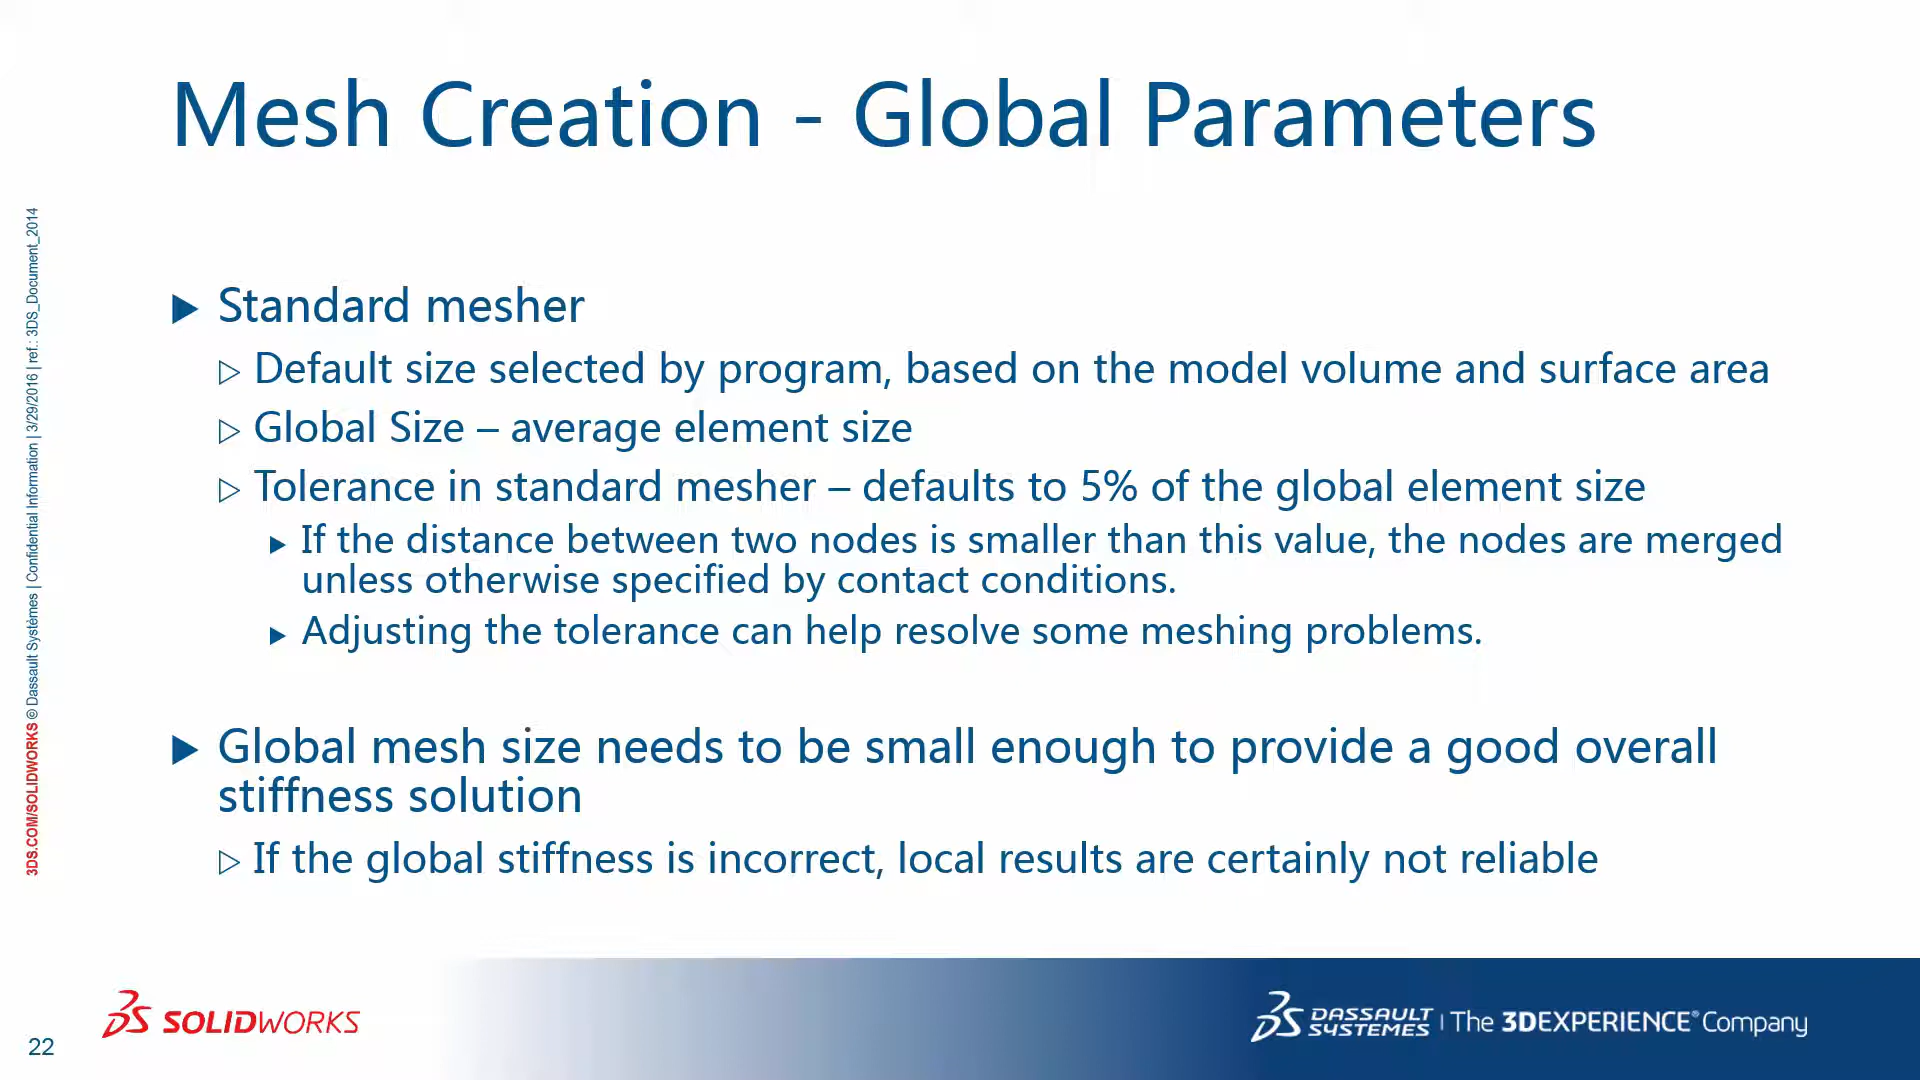 Mesh Creation - Global Parameters
Standard mesher
Default size selected by program, based on the model volume and surface area
Global Size – average element size
Tolerance in standard mesher – defaults to 5% of the global element size
If the distance between two nodes is smaller than this value, the nodes are merged
unless otherwise specified by contact conditions.
Adjusting the tolerance can help resolve some meshing problems.
Global mesh size needs to be small enough to provide a good overall
stiffness solution
If the global stiffness is incorrect, local results are certainly not reliable
3DS.COM/SOLIDWORKS © Dassault Systèmes | Confidential Information | 3/29/2016 | ref.: 3DS_Document_2014
22
SOLIDWORKS
DASSAULT
SYSTEMES | The 3DEXPERIENCE® Company